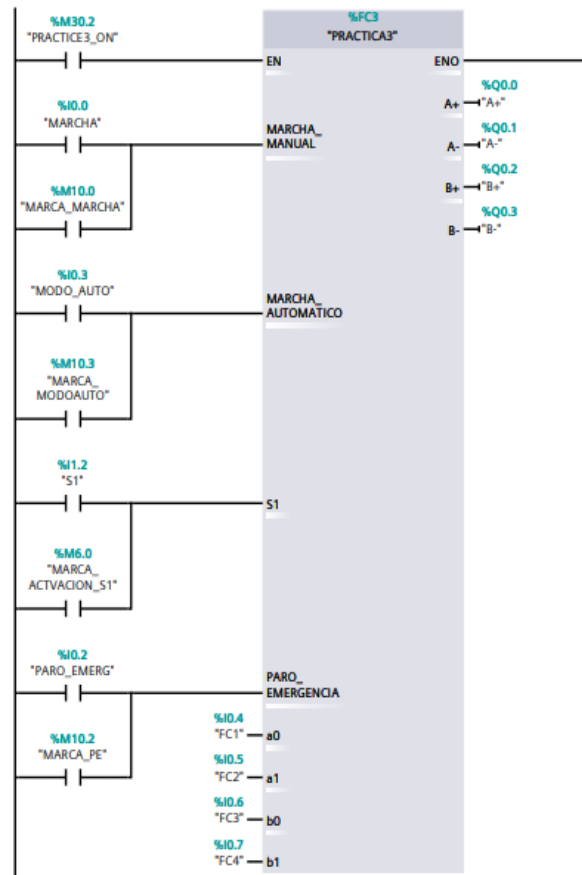 %M30.2
"PRACTICE3_ON"
%FC3
"PRACTICA3"
EN
ENO
%Q0.0
A+ "A+"
%Q0.1
A- "A-"
%Q0.2
B+ "B+"
%Q0.3
B- "B-"
%I0.0
"MARCHA"
MARCHA_
MANUAL
%M10.0
"MARCA_MARCHA"
%I0.3
"MODO_AUTO"
MARCHA_
AUTOMATICO
%M10.3
"MARCA_
MODOAUTO"
%I1.2
"S1"
S1
%M6.0
"MARCA_
ACTVACION_S1"
%I0.2
"PARO_EMERG"
PARO_
EMERGENCIA
%M10.2
"MARCA_PE"
%I0.4
"FC1" a0
%I0.5
"FC2" a1
%I0.6
"FC3" b0
%I0.7
"FC4" b1